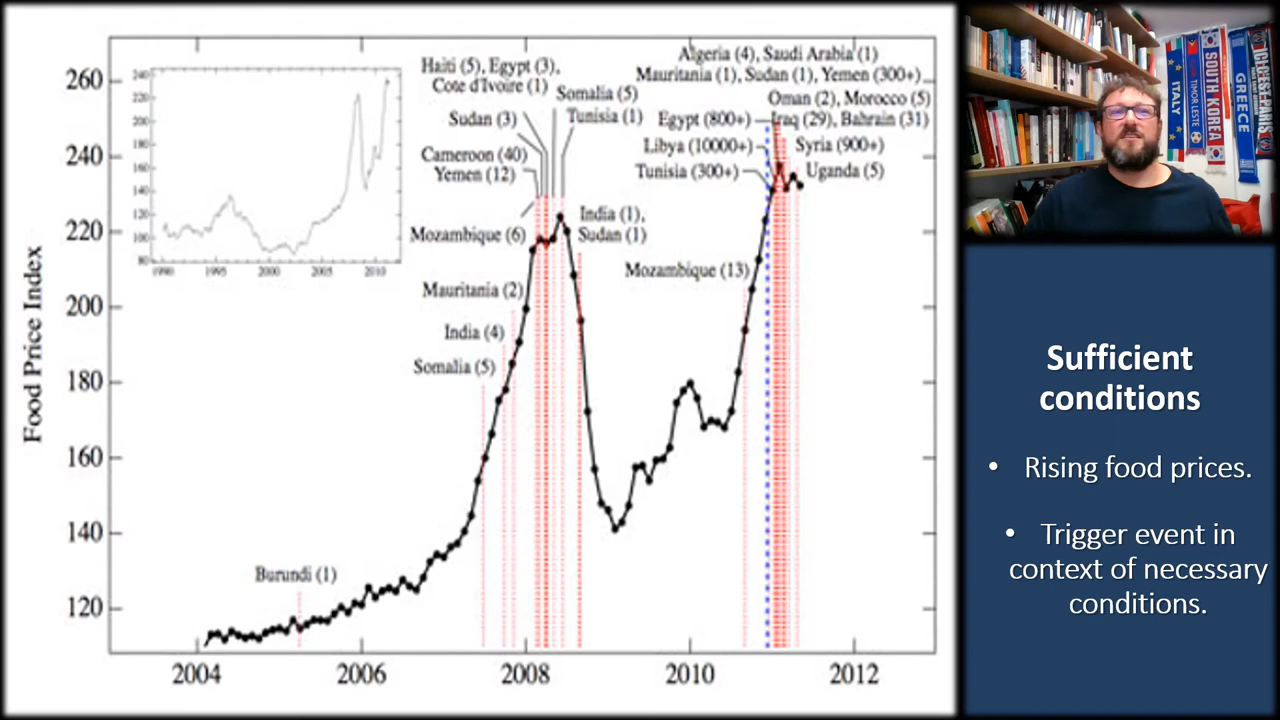 Food Price Index
260
240
220
200
180
160
140
120
2004
2006
2008
2010
2012
240
220
200
180
160
140
120
100
80
1990
1995
2000
2005
2010
Haiti (5), Egypt (3),
Cote d'Ivoire (1)
Somalia (5)
Tunisia (1)
Sudan (3)
Cameroon (40)
Yemen (12)
Mozambique (6)
India (1),
Sudan (1)
Mauritania (2)
India (4)
Somalia (5)
Burundi (1)
Algeria (4), Saudi Arabia (1)
Mauritania (1), Sudan (1), Yemen (300+)
Oman (2), Morocco (5)
Egypt (800+)
Iraq (29), Bahrain (31)
Libya (10000+)
Syria (900+)
Tunisia (300+)
Uganda (5)
Mozambique (13)
ITALY
TIMOR LESTE
SOUTH KOREA
GREECE
ICI C'EST PARIS
Sufficient
conditions
• Rising food prices.
• Trigger event in
context of necessary
conditions.